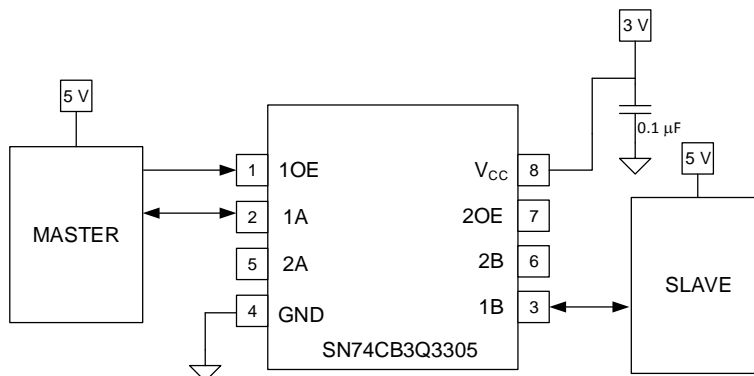 3 V
5 V
0.1 µF
5 V
MASTER
1 1OE
2 1A
5 2A
4 GND
VCC 8
2OE 7
2B 6
1B 3
SN74CB3Q3305
SLAVE